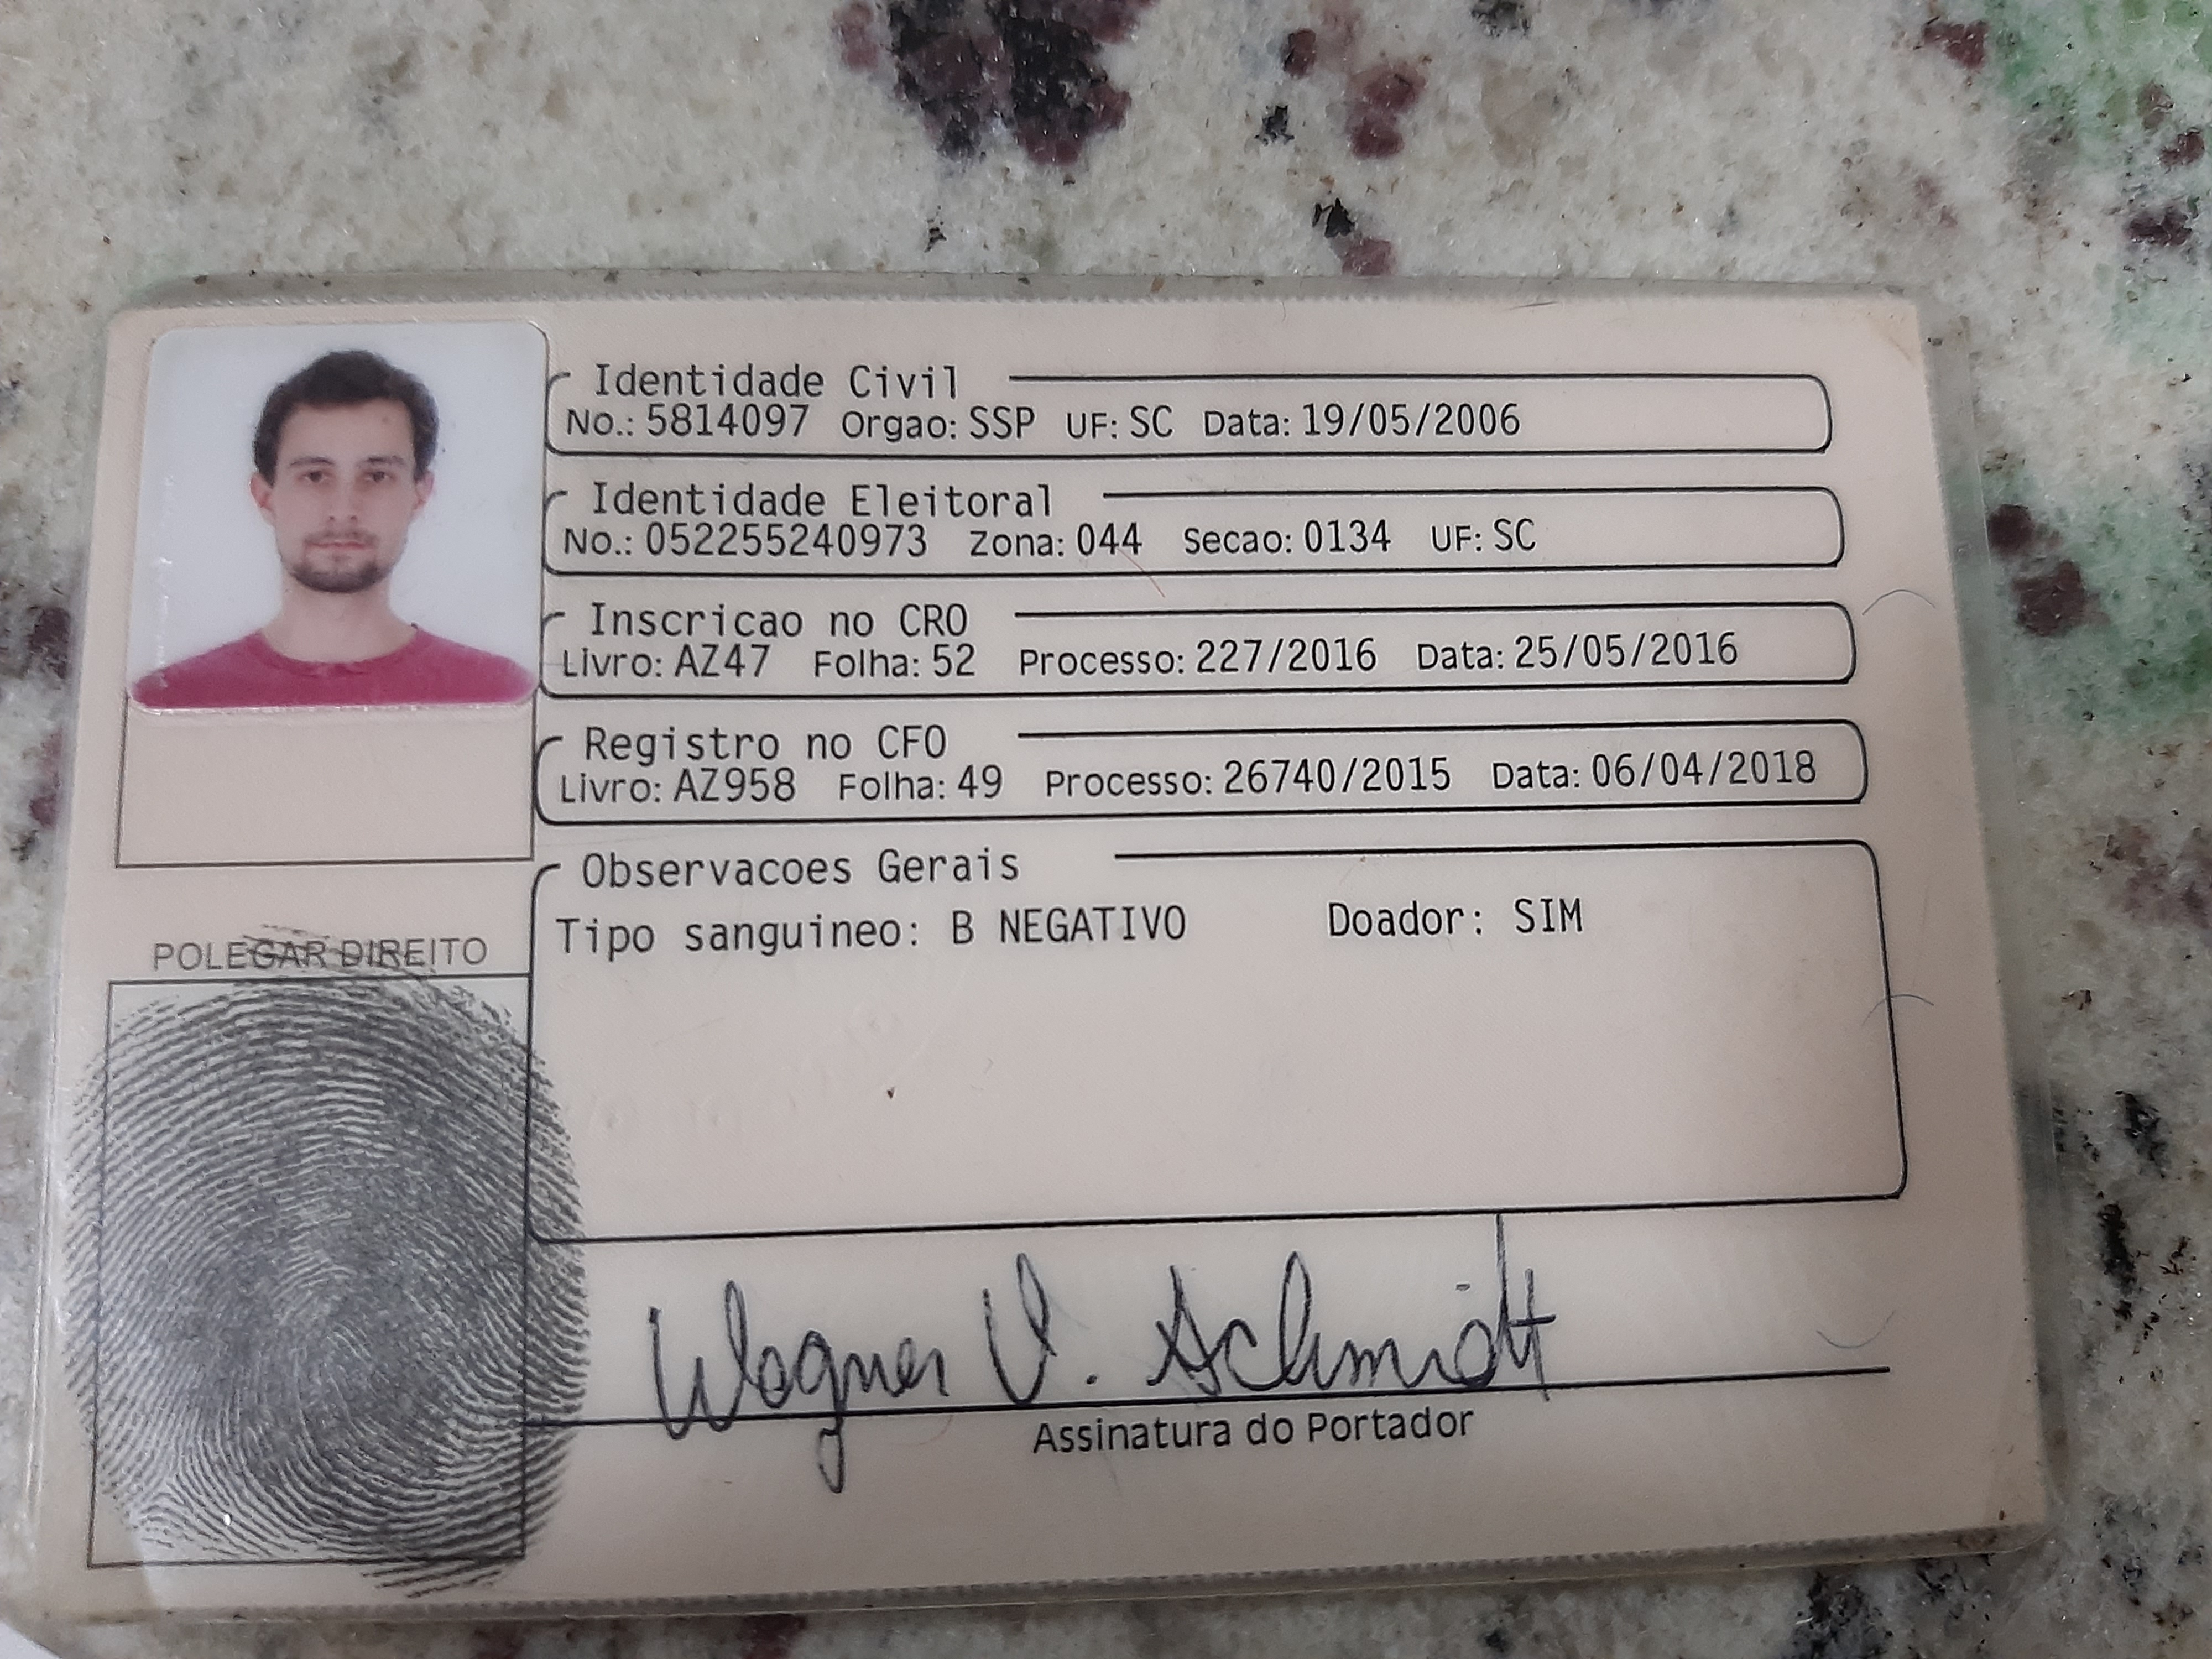 Identidade Civil
No.: 5814097 Orgao: SSP UF: SC Data: 19/05/2006
Identidade Eleitoral
No.: 052255240973 Zona: 044 Secao: 0134 UF: SC
Inscricao no CRO
Livro: AZ47 Folha: 52 Processo: 227/2016 Data: 25/05/2016
Registro no CFO
Livro: AZ958 Folha: 49 Processo: 26740/2015 Data: 06/04/2018
Observacoes Gerais
Tipo sanguineo: B NEGATIVO Doador: SIM
POLEGAR DIREITO
Wagner V. Schmidt
Assinatura do Portador